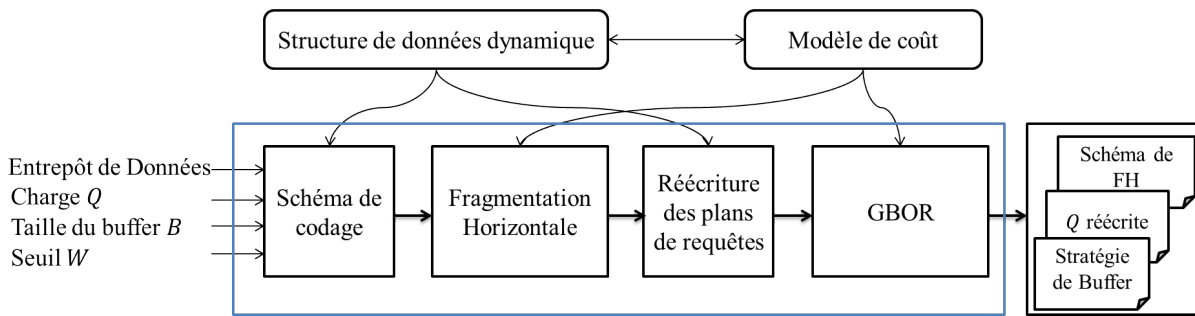 Structure de données dynamique
Modèle de coût
Entrepôt de Données
Charge Q
Taille du buffer B
Seuil W
Schéma de
codage
Fragmentation
Horizontale
Réécriture
des plans
de requêtes
GBOR
Schéma de
FH
Q réécrite
Stratégie
de Buffer